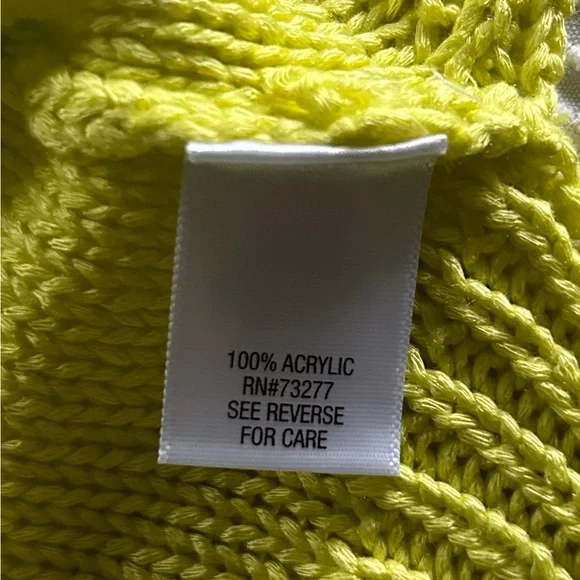 100% ACRYLIC
RN#73277
SEE REVERSE
FOR CARE